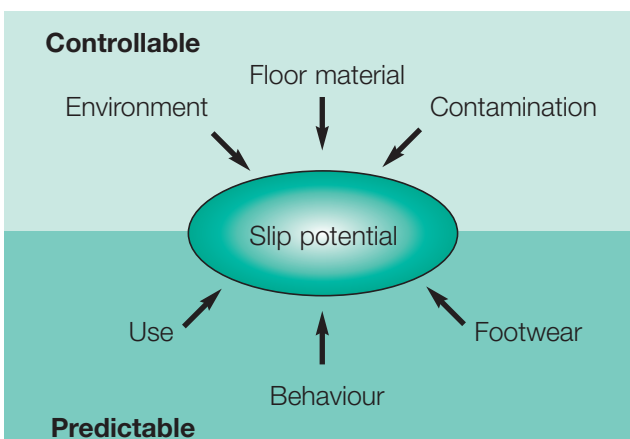 Controllable
Floor material
Environment
Contamination
Slip potential
Use
Footwear
Behaviour
Predictable